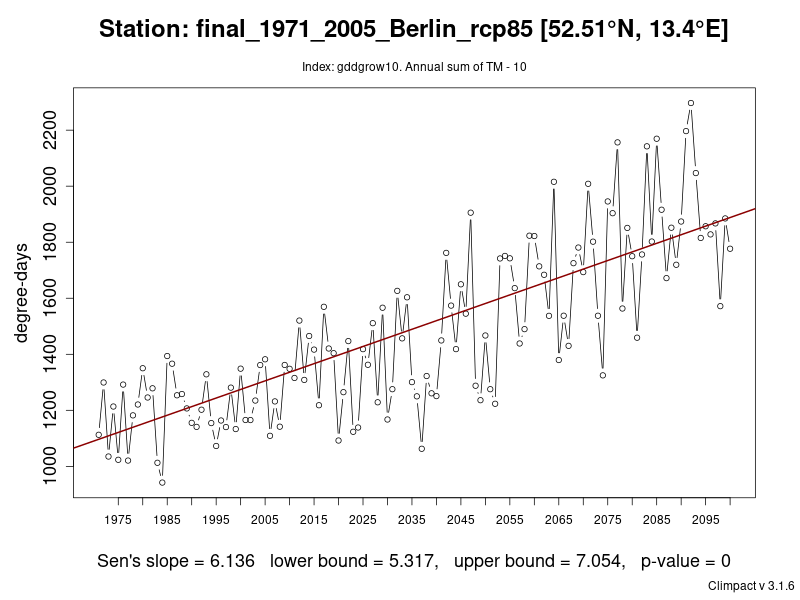 Station: final_1971_2005_Berlin_rcp85 [52.51°N, 13.4°E]
Index: gddgrow10. Annual sum of TM - 10
degree-days
2200
2000
1800
1600
1400
1200
1000
1975 1985 1995 2005 2015 2025 2035 2045 2055 2065 2075 2085 2095
Sen's slope = 6.136 lower bound = 5.317, upper bound = 7.054, p-value = 0
Climpact v 3.1.6